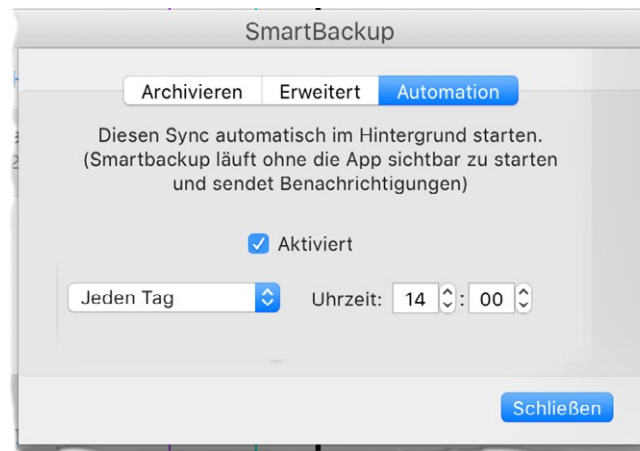 SmartBackup
Archivieren Erweitert Automation
Diesen Sync automatisch im Hintergrund starten.
(Smartbackup läuft ohne die App sichtbar zu starten
und sendet Benachrichtigungen)
Aktiviert
Jeden Tag Uhrzeit: 14 : 00
Schließen